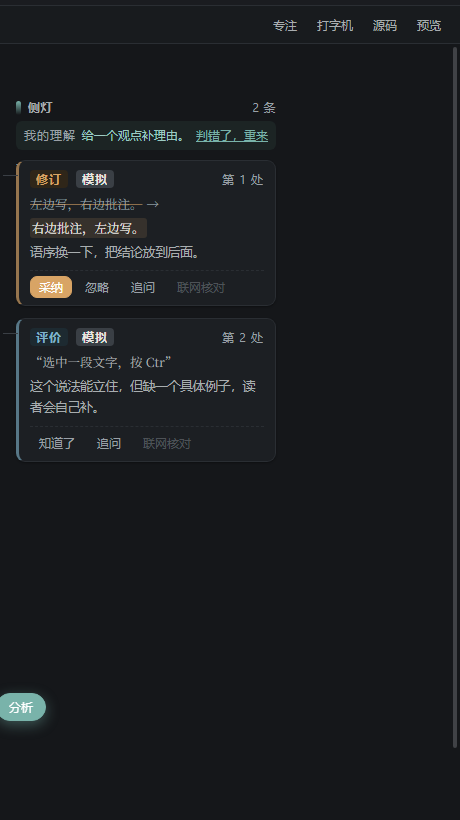 专注 打字机 源码 预览
侧灯 2 条
我的理解 给一个观点补理由。 判错了，重来
修订 模拟 第 1 处
左边写，右边批注。 →
右边批注，左边写。
语序换一下，把结论放到后面。
采纳 忽略 追问 联网核对
评价 模拟 第 2 处
“选中一段文字，按 Ctr”
这个说法能立住，但缺一个具体例子，读
者会自己补。
知道了 追问 联网核对
分析